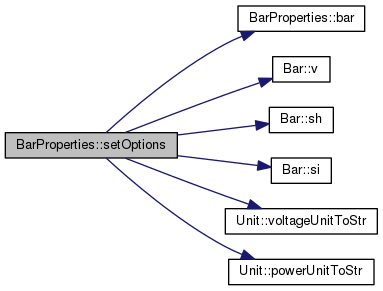 BarProperties::bar
Bar::v
Bar::sh
BarProperties::setOptions
Bar::si
Unit::voltageUnitToStr
Unit::powerUnitToStr